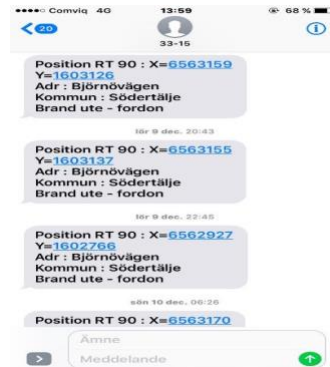 Comviq 4G 13:59 68 %
20
33-15
Position RT 90 : X=6563159
Y=1603126
Adr : Björnövägen
Kommun : Södertälje
Brand ute - fordon
lör 9 dec. 20:43
Position RT 90 : X=6563155
Y=1603137
Adr : Björnövägen
Kommun : Södertälje
Brand ute - fordon
lör 9 dec. 22:45
Position RT 90 : X=6562927
Y=1602766
Adr : Björnövägen
Kommun : Södertälje
Brand ute - fordon
sön 10 dec. 06:26
Position RT 90 : X=6563170
Ämne
Meddelande